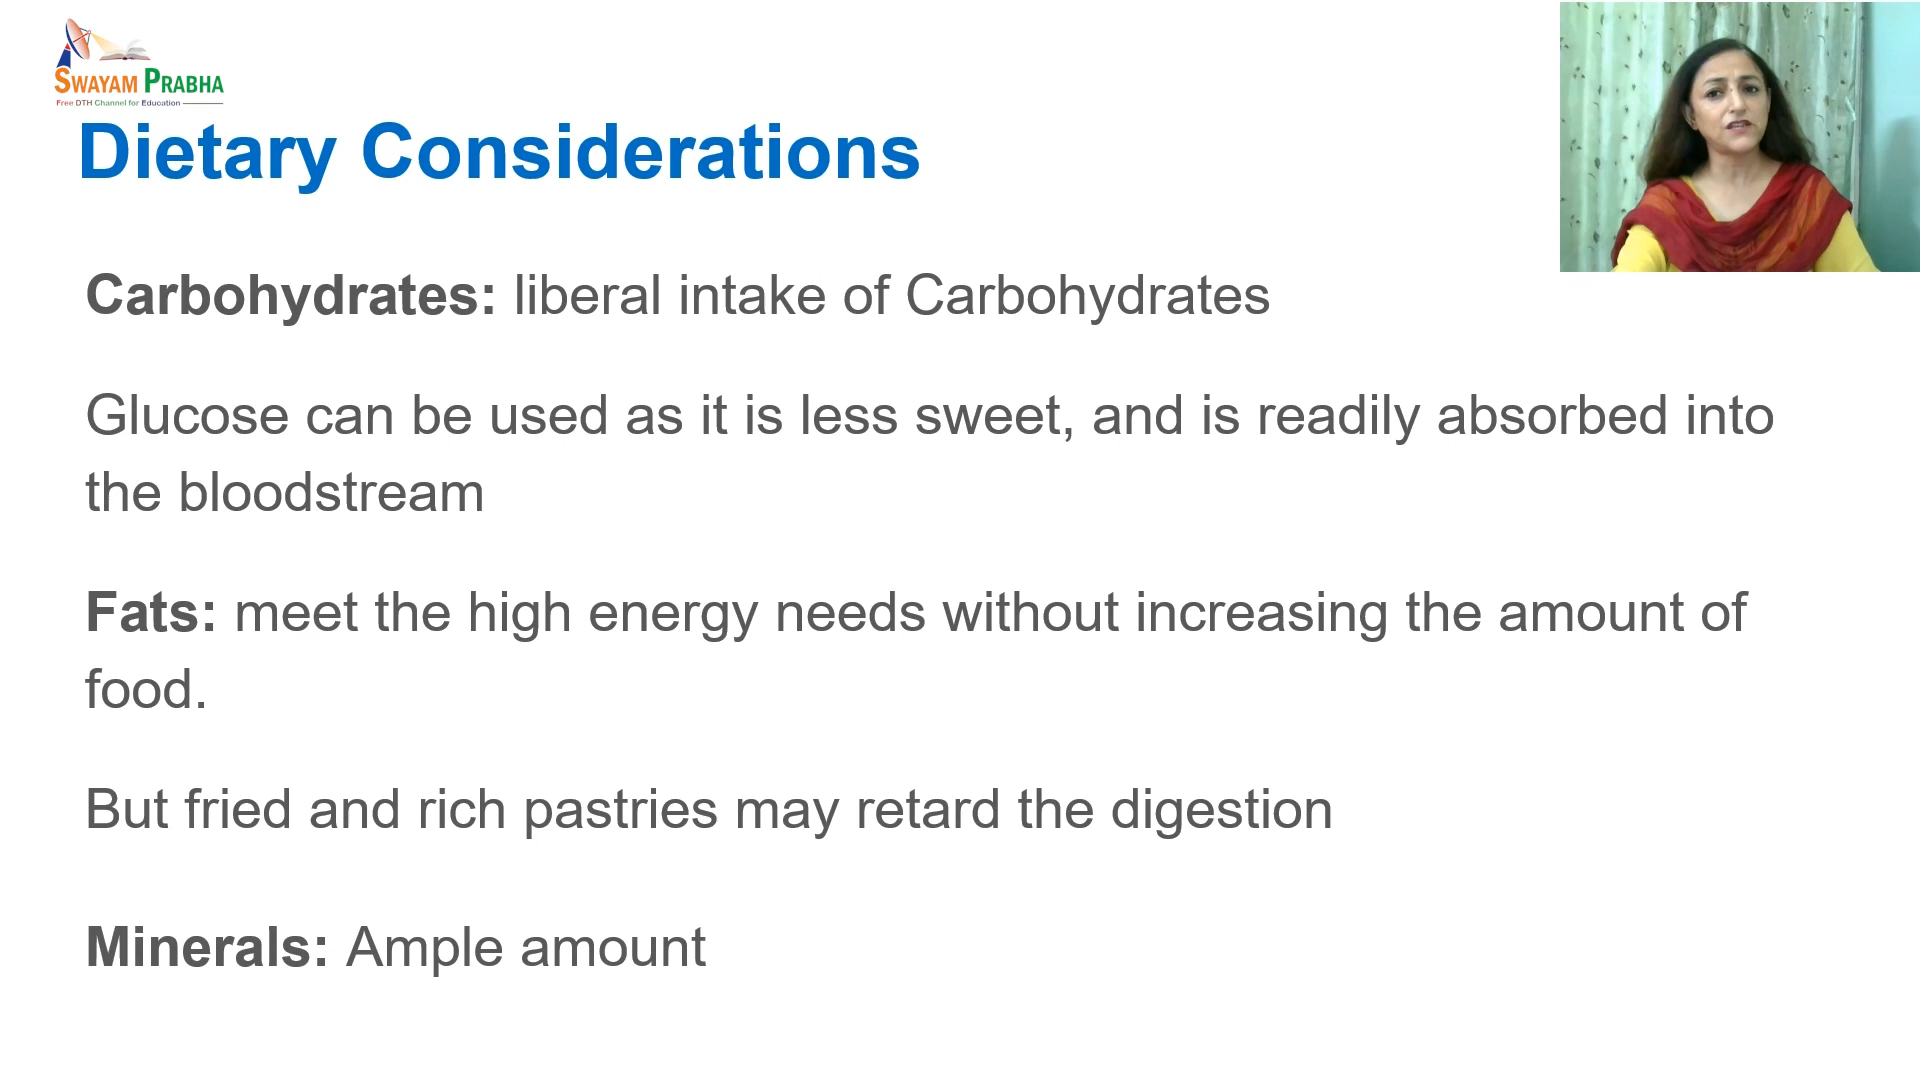 SWAYAM PRABHA
Free DTH Channel for Education
Dietary Considerations
Carbohydrates: liberal intake of Carbohydrates
Glucose can be used as it is less sweet, and is readily absorbed into
the bloodstream
Fats: meet the high energy needs without increasing the amount of
food.
But fried and rich pastries may retard the digestion
Minerals: Ample amount